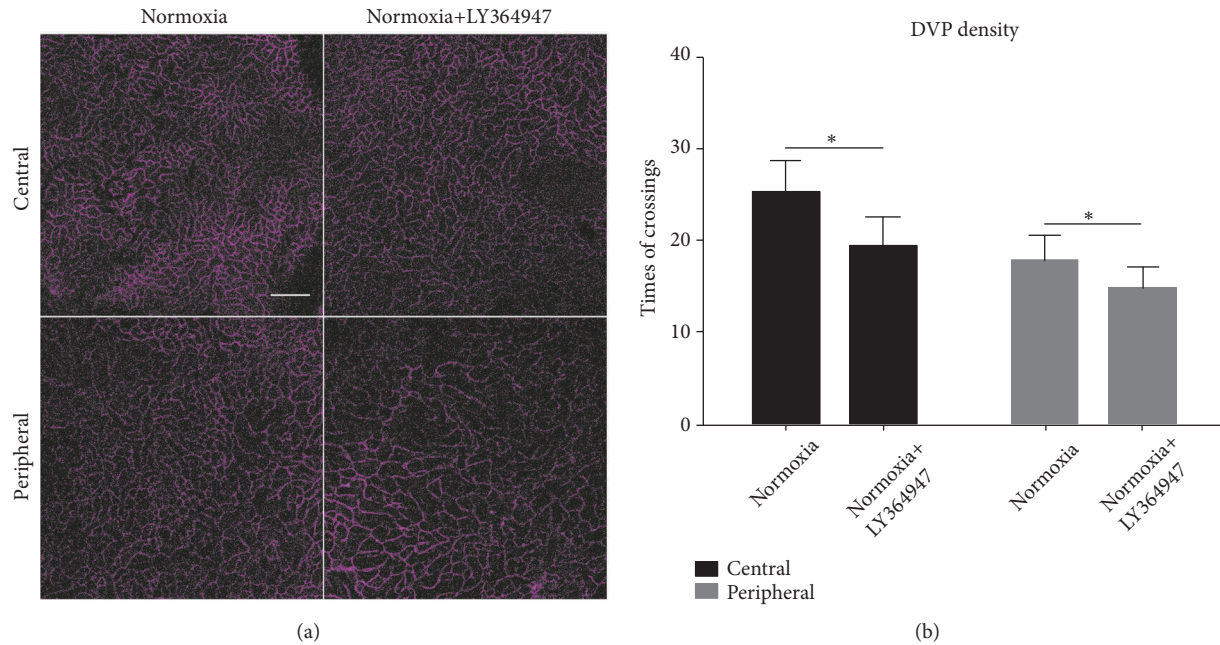 Normoxia
Normoxia+LY364947
Central
Peripheral
(a)
DVP density
Times of crossings
40
30
20
10
0
*
*
Normoxia
Normoxia+
LY364947
Normoxia
Normoxia+
LY364947
Central
Peripheral
(b)